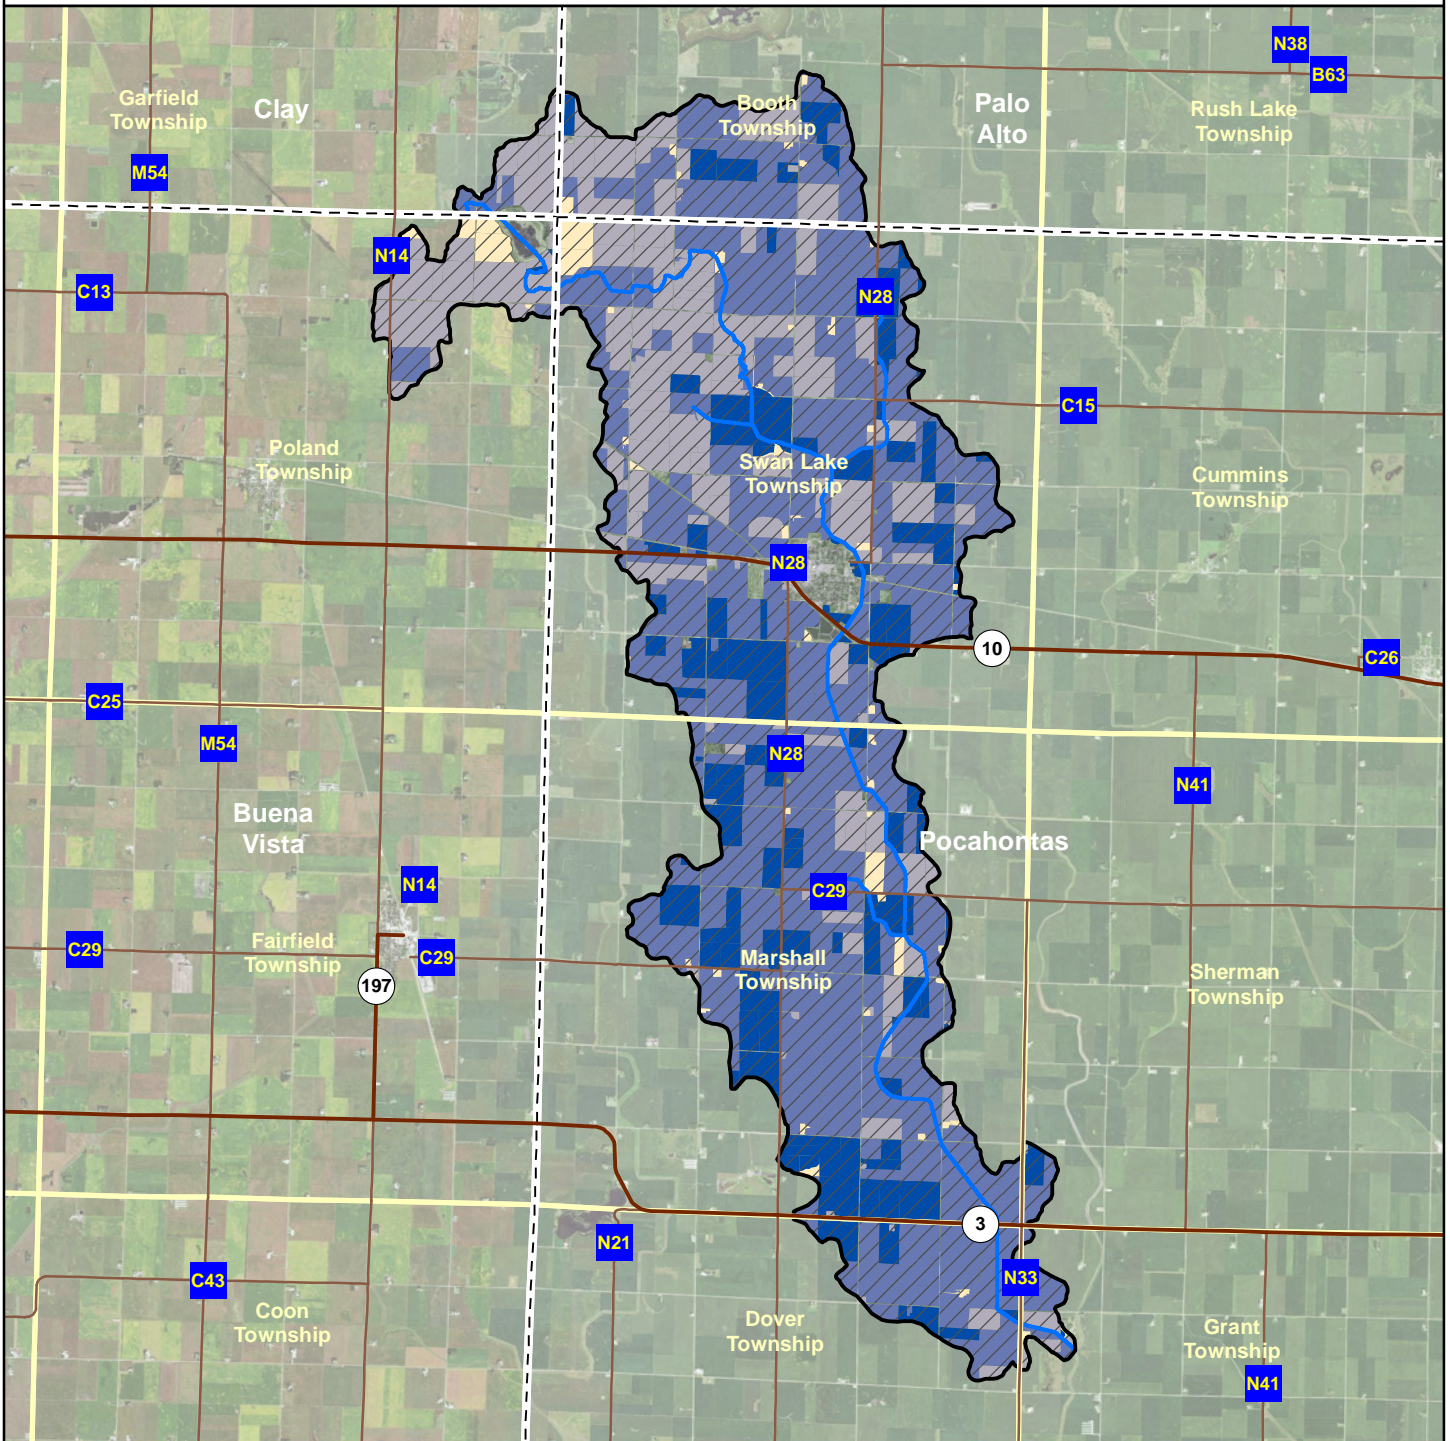 N38
B63
Garfield
Township
Clay
Booth
Township
Palo
Alto
Rush Lake
Township
M54
N14
C13
N28
C15
Poland
Township
Swan Lake
Township
Cummins
Township
N28
10
C26
C25
M54
N28
N41
Buena
Vista
Pocahontas
N14
C29
C29
Fairfield
Township
C29
Marshall
Township
Sherman
Township
197
3
N21
N33
C43
Coon
Township
Dover
Township
Grant
Township
N41